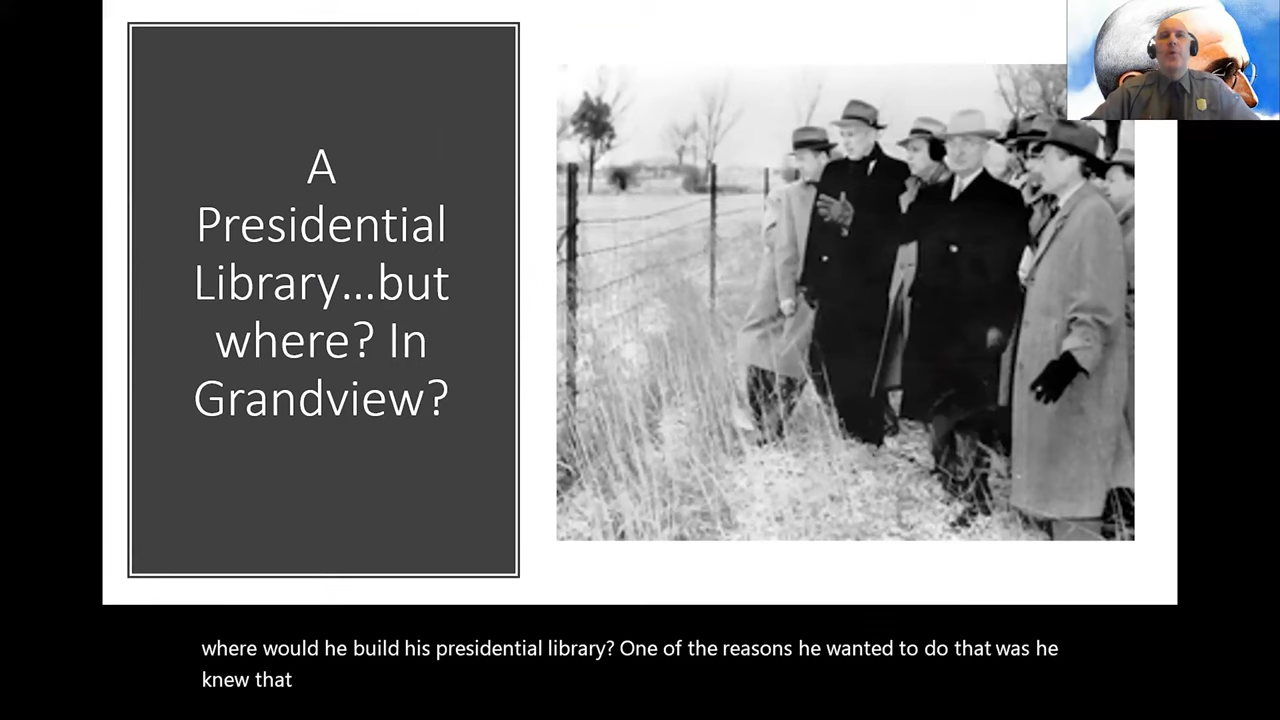 A
Presidential
Library...but
where? In
Grandview?
where would he build his presidential library? One of the reasons he wanted to do that was he
knew that